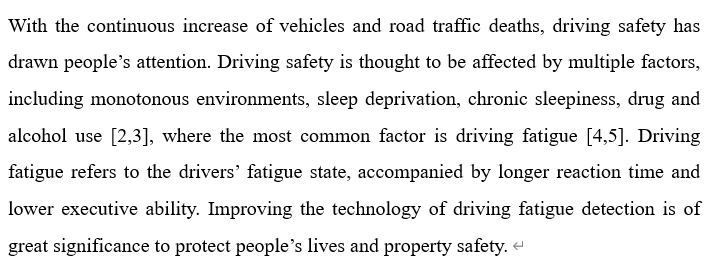 With the continuous increase of vehicles and road traffic deaths, driving safety has
drawn people’s attention. Driving safety is thought to be affected by multiple factors,
including monotonous environments, sleep deprivation, chronic sleepiness, drug and
alcohol use [2,3], where the most common factor is driving fatigue [4,5]. Driving
fatigue refers to the drivers’ fatigue state, accompanied by longer reaction time and
lower executive ability. Improving the technology of driving fatigue detection is of
great significance to protect people’s lives and property safety. ↵